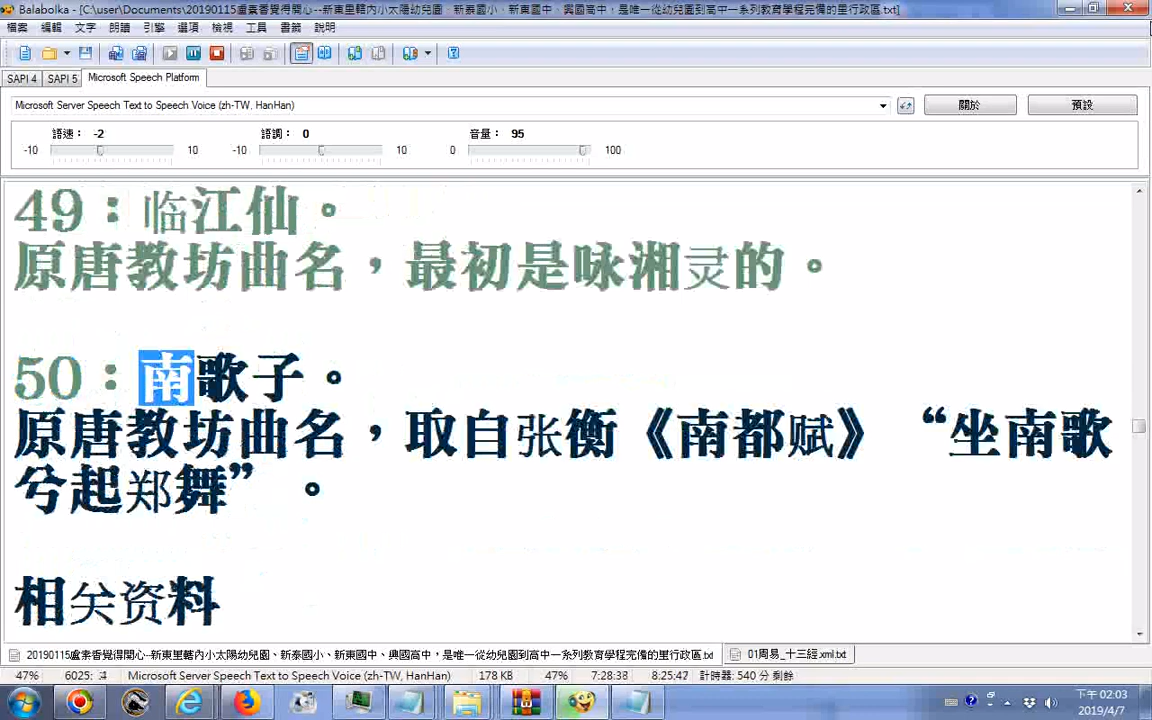 Balabolka - [C:\user\Documents\20190115盧素香覺得開心--新東里轄內小太陽幼兒園、新泰國小、新東國中、興國高中，是唯一從幼兒園到高中一系列教育學程完備的里行政區.txt]
檔案 編輯 文字 朗讀 引擎 選項 檢視 工具 書籤 說明
SAPI 4 SAPI 5 Microsoft Speech Platform
Microsoft Server Speech Text to Speech Voice (zh-TW, HanHan) 關於 預設
語速： -2 語調： 0 音量： 95
-10 10 -10 10 0 100
49：临江仙。
原唐教坊曲名，最初是咏湘灵的。
50：南歌子。
原唐教坊曲名，取自张衡《南都赋》“坐南歌
兮起郑舞”。
相关资料
20190115盧素香覺得開心--新東里轄內小太陽幼兒園、新泰國小、新東國中、興國高中，是唯一從幼兒園到高中一系列教育學程完備的里行政區.txt 01周易_十三經.xml.txt
47% 6025: Microsoft Server Speech Text to Speech Voice (zh-TW, HanHan) 178 KB 47% 7:28:38 8:25:47 計時器: 540 分 剩餘
下午 02:03
2019/4/7